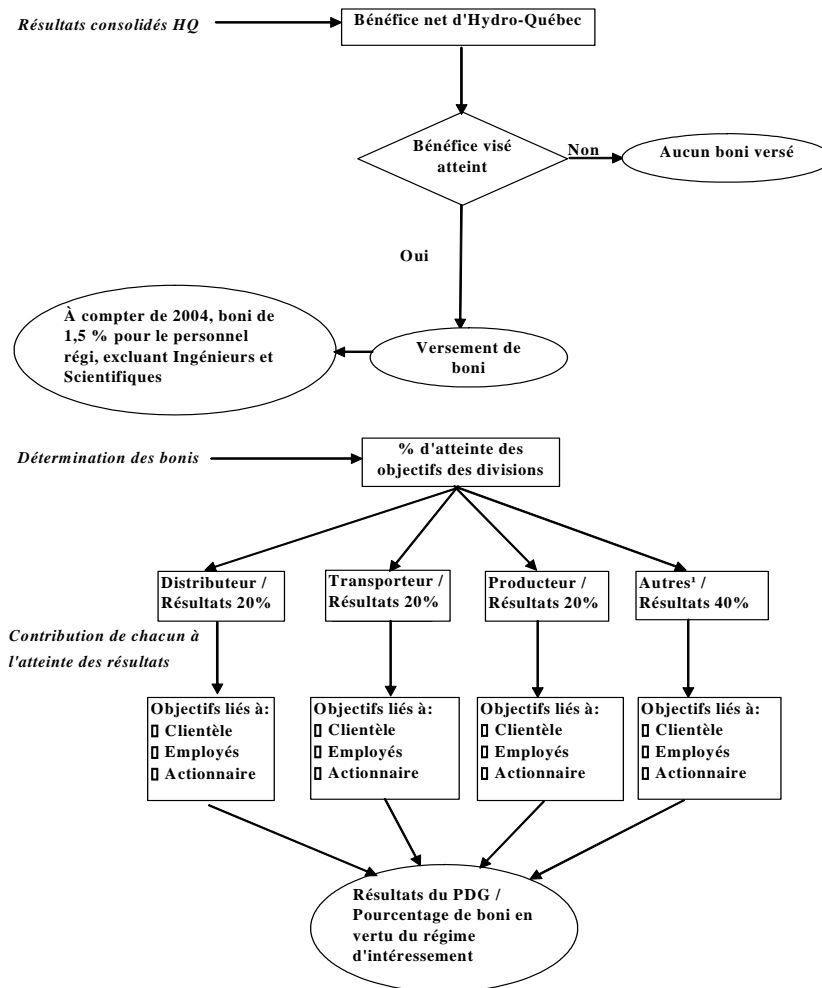 Résultats consolidés HQ
Bénéfice net d'Hydro-Québec
Bénéfice visé
atteint
Non
Aucun boni versé
Oui
À compter de 2004, boni de
1,5 % pour le personnel
régi, excluant Ingénieurs et
Scientifiques
Versement de
boni
Détermination des bonis
% d'atteinte des
objectifs des divisions
Distributeur /
Résultats 20%
Transporteur /
Résultats 20%
Producteur /
Résultats 20%
Autres¹ /
Résultats 40%
Contribution de chacun à
l'atteinte des résultats
Objectifs liés à:
▯ Clientèle
▯ Employés
▯ Actionnaire
Objectifs liés à:
▯ Clientèle
▯ Employés
▯ Actionnaire
Objectifs liés à:
▯ Clientèle
▯ Employés
▯ Actionnaire
Objectifs liés à:
▯ Clientèle
▯ Employés
▯ Actionnaire
Résultats du PDG /
Pourcentage de boni en
vertu du régime
d'intéressement